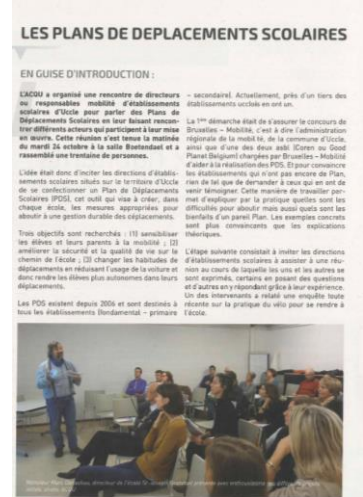 LES PLANS DE DEPLACEMENTS SCOLAIRES
EN GUISE D'INTRODUCTION :
L'ACQU a organisé une rencontre de directeurs
ou responsables mobilité d'établissements
scolaires d'Uccle pour parler des Plans de
Déplacements Scolaires en leur faisant rencon-
trer différents acteurs qui participent à leur mise
en œuvre. Cette réunion s'est tenue la matinée
du mardi 24 octobre à la salle Boetendael et a
rassemblé une trentaine de personnes.
L'idée était donc d'inciter les directions d'établis-
sements scolaires situés sur le territoire d'Uccle
de se confectionner un Plan de Déplacements
Scolaires (PDS), cet outil qui vise à créer, dans
chaque école, les mesures appropriées pour
aboutir à une gestion durable des déplacements.
Trois objectifs sont recherchés : (1) sensibiliser
les élèves et leurs parents à la mobilité ; (2)
améliorer la sécurité et la qualité de vie sur le
chemin de l'école ; (3) changer les habitudes de
déplacements en réduisant l'usage de la voiture et
donc rendre les élèves plus autonomes dans leurs
déplacements.
Les PDS existent depuis 2006 et sont destinés à
tous les établissements (fondamental – primaire
– secondaire). Actuellement, près d'un tiers des
établissements ucclois en ont un.
La 1ère démarche était de s'assurer le concours de
Bruxelles – Mobilité, c'est à dire l'administration
régionale de la mobilité, de la commune d'Uccle,
ainsi que d'une des deux asbl (Coren ou Good
Planet Belgium) chargées par Bruxelles – Mobilité
d'aider à la réalisation des PDS. Et pour convaincre
les établissements qui n'ont pas encore de Plan,
rien de tel que de demander à ceux qui en ont de
venir témoigner. Cette manière de travailler per-
met d'expliquer par la pratique quelles sont les
difficultés pour aboutir mais aussi quels sont les
bienfaits d'un pareil Plan. Les exemples concrets
sont plus convaincants que les explications
théoriques.
L'étape suivante consistait à inviter les directions
d'établissements scolaires à assister à une réu-
nion au cours de laquelle les uns et les autres se
sont exprimés, certains en posant des questions
et d'autres en y répondant grâce à leur expérience.
Un des intervenants a relaté une enquête toute
récente sur la pratique du vélo pour se rendre à
l'école.
Monsieur Marc directeur de l'école St Joseph